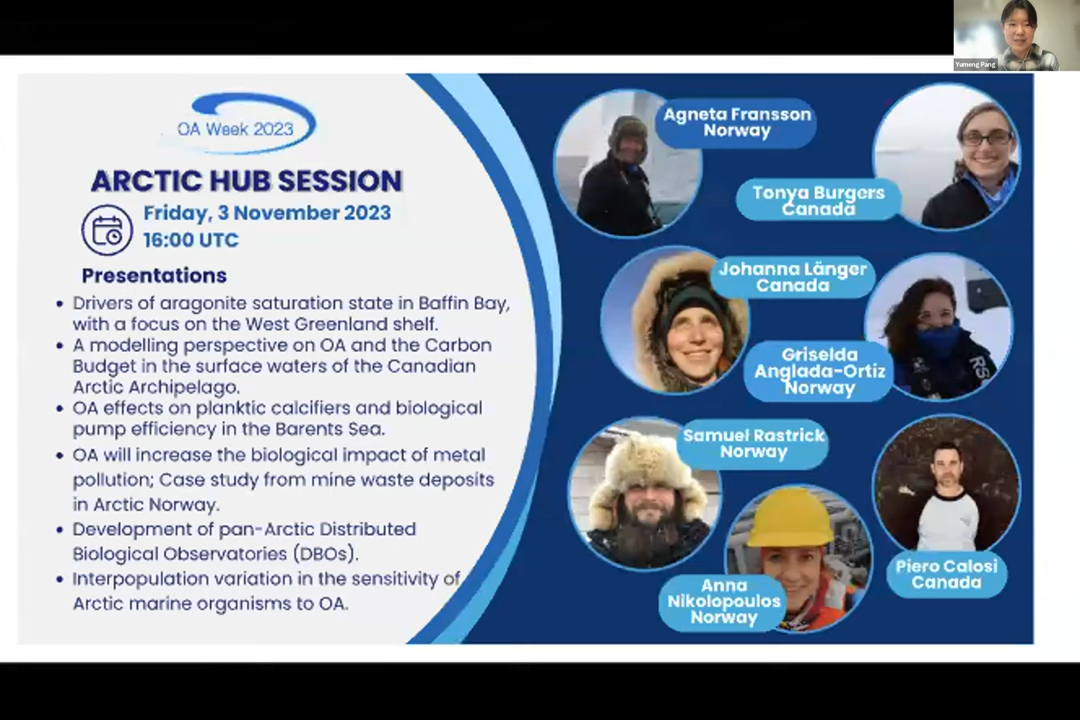 Yumeng Pang
OA Week 2023
ARCTIC HUB SESSION
Friday, 3 November 2023
16:00 UTC
Presentations
• Drivers of aragonite saturation state in Baffin Bay,
with a focus on the West Greenland shelf.
• A modelling perspective on OA and the Carbon
Budget in the surface waters of the Canadian
Arctic Archipelago.
• OA effects on planktic calcifiers and biological
pump efficiency in the Barents Sea.
• OA will increase the biological impact of metal
pollution; Case study from mine waste deposits
in Arctic Norway.
• Development of pan-Arctic Distributed
Biological Observatories (DBOs).
• Interpopulation variation in the sensitivity of
Arctic marine organisms to OA.
Agneta Fransson
Norway
Tonya Burgers
Canada
Johanna Länger
Canada
Griselda
Anglada-Ortiz
Norway
Samuel Rastrick
Norway
Anna
Nikolopoulos
Norway
Piero Calosi
Canada